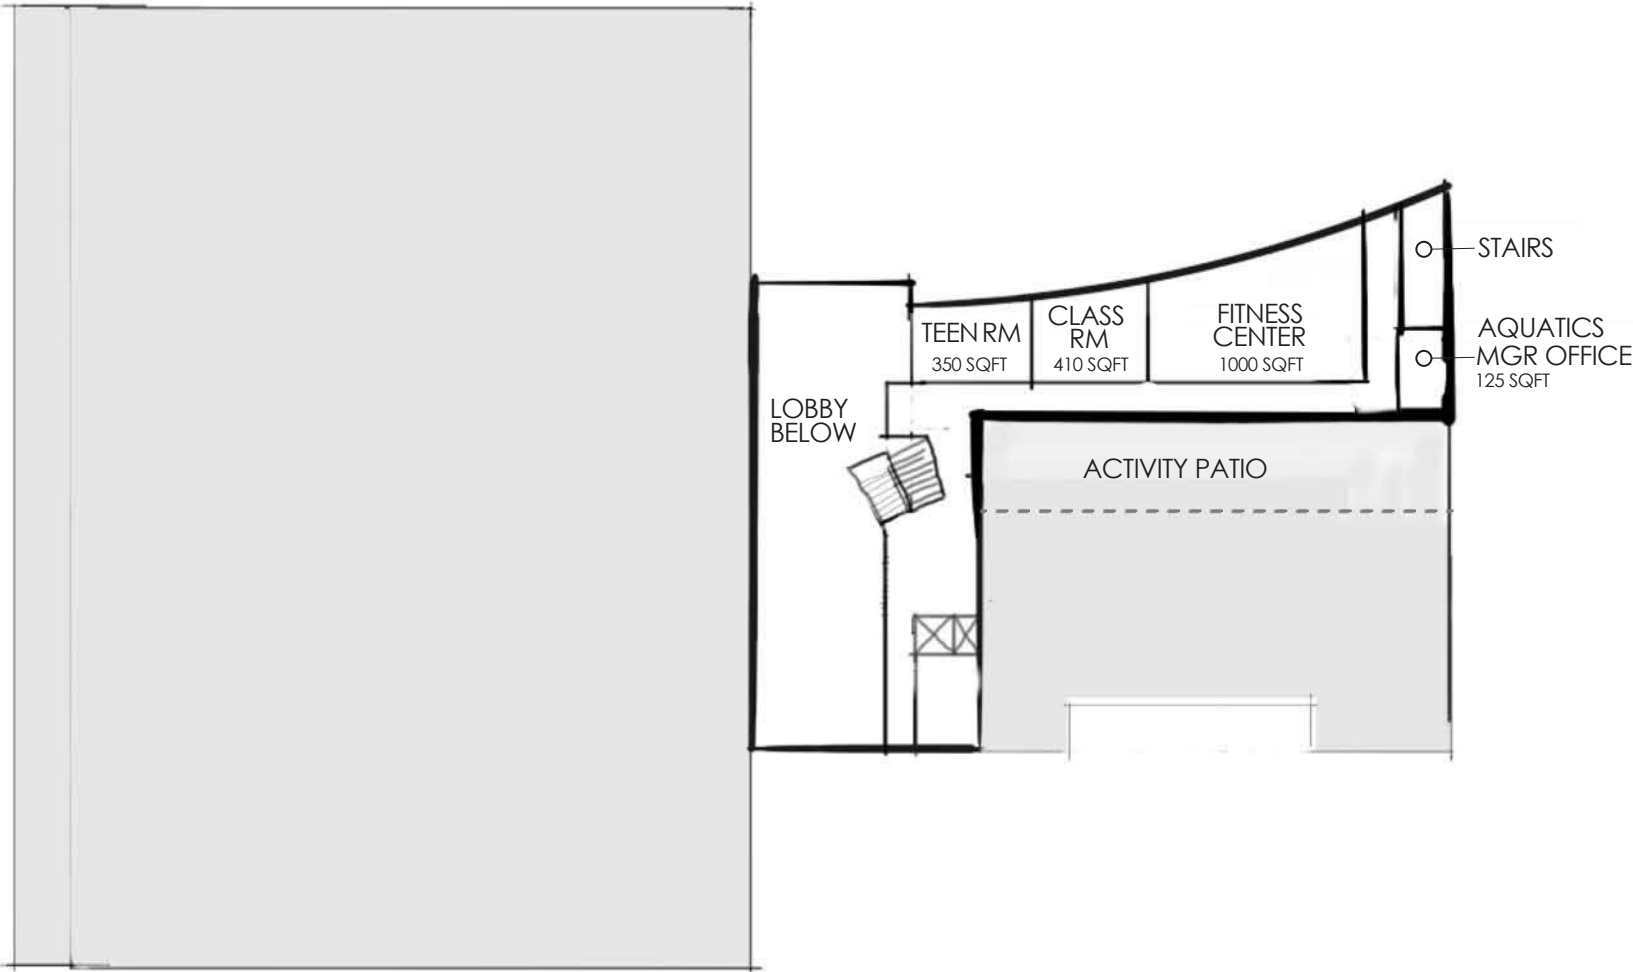 STAIRS
TEEN RM
350 SQFT
CLASS
RM
410 SQFT
FITNESS
CENTER
1000 SQFT
AQUATICS
MGR OFFICE
125 SQFT
LOBBY
BELOW
ACTIVITY PATIO